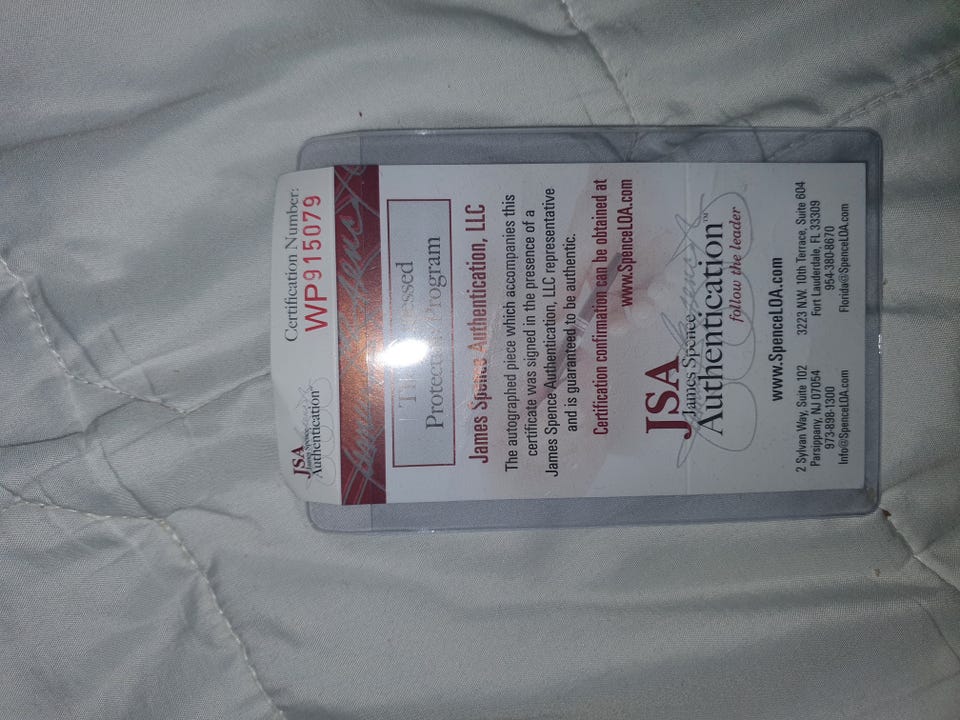 JSA
James Spence
Authentication
Certification Number:
WP915079
Protection Program
James Spence Authentication, LLC
The autographed piece which accompanies this
certificate was signed in the presence of a
James Spence Authentication, LLC representative
and is guaranteed to be authentic.
Certification confirmation can be obtained at
www.SpenceLOA.com
JSA
James Spence
Authentication™
follow the leader
www.SpenceLOA.com
2 Sylvan Way, Suite 102
Parsippany, NJ 07054
973-898-1300
Info@SpenceLOA.com
3223 N.W. 10th Terrace, Suite 604
Fort Lauderdale, FL 33309
954-380-8670
Florida@SpenceLOA.com